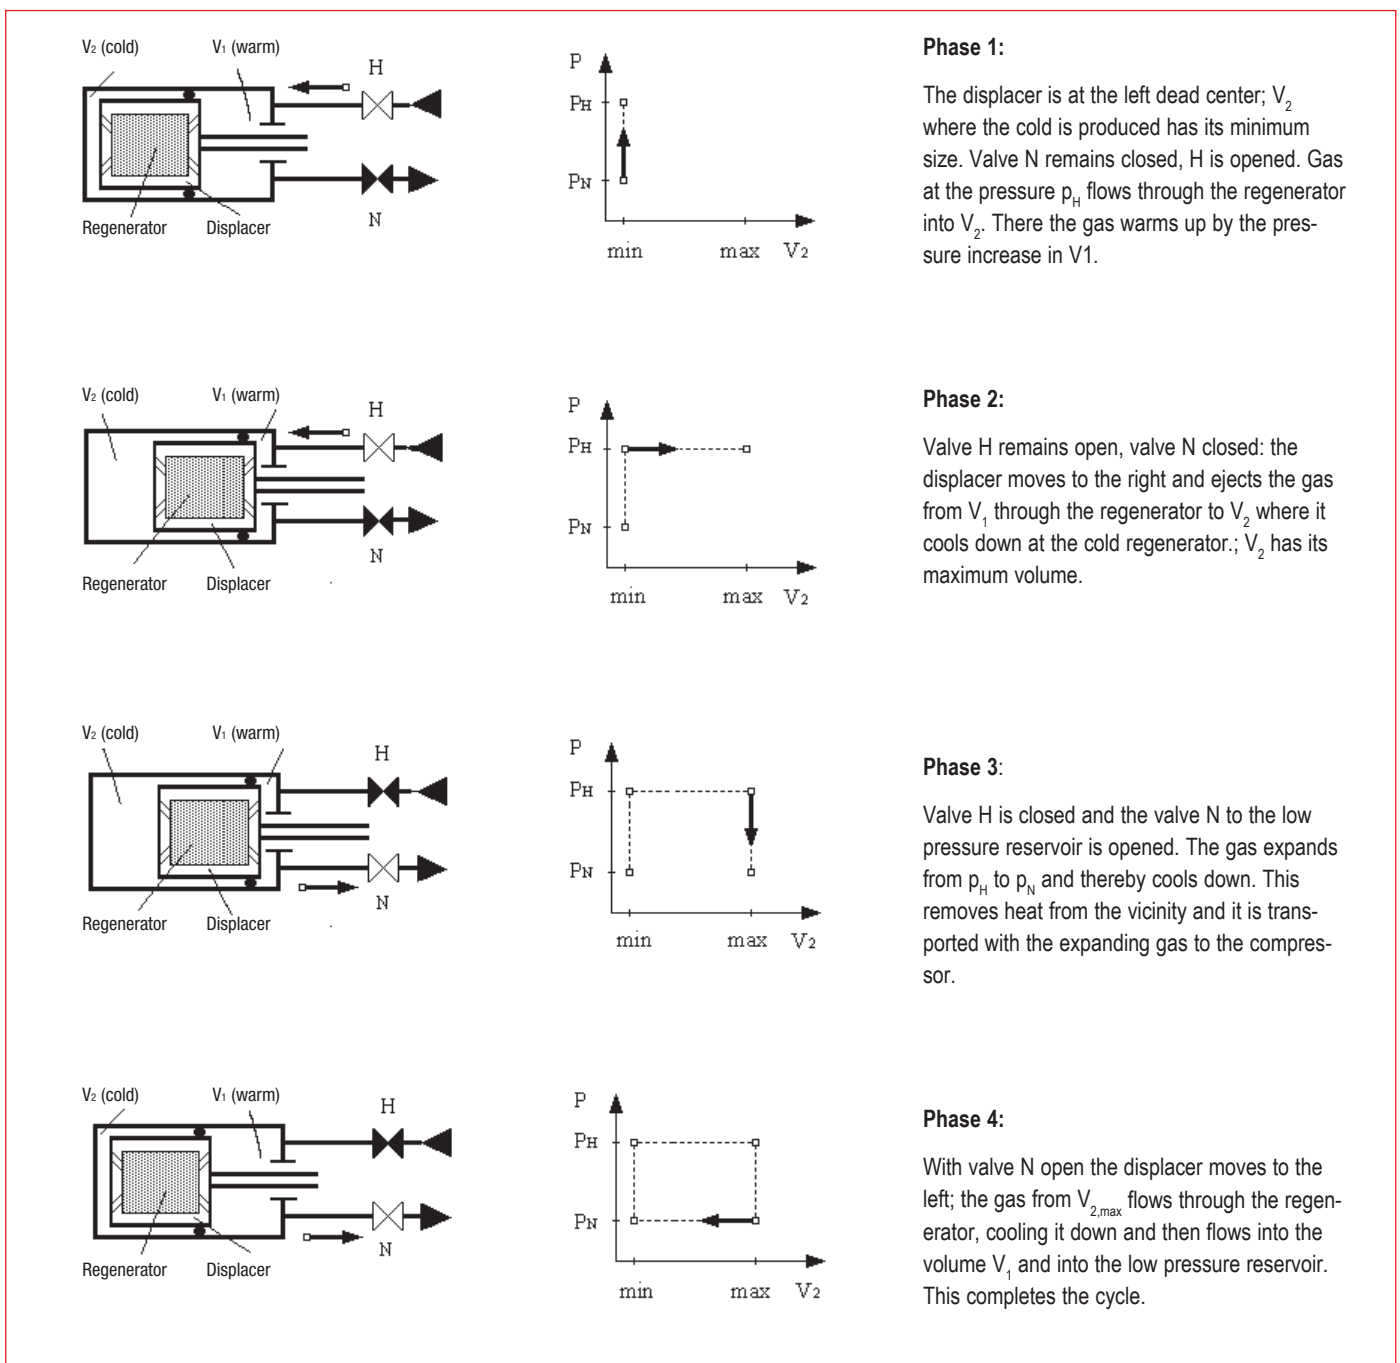 V₂ (cold) V₁ (warm)
H
N
Regenerator Displacer
P
PH
PN
min max V₂
Phase 1:
The displacer is at the left dead center; V₂
where the cold is produced has its minimum
size. Valve N remains closed, H is opened. Gas
at the pressure pH flows through the regenerator
into V₂. There the gas warms up by the pres-
sure increase in V1.
V₂ (cold) V₁ (warm)
H
N
Regenerator Displacer
P
PH
PN
min max V₂
Phase 2:
Valve H remains open, valve N closed: the
displacer moves to the right and ejects the gas
from V₁ through the regenerator to V₂ where it
cools down at the cold regenerator.; V₂ has its
maximum volume.
V₂ (cold) V₁ (warm)
H
N
Regenerator Displacer
P
PH
PN
min max V₂
Phase 3:
Valve H is closed and the valve N to the low
pressure reservoir is opened. The gas expands
from pH to pN and thereby cools down. This
removes heat from the vicinity and it is trans-
ported with the expanding gas to the compres-
sor.
V₂ (cold) V₁ (warm)
H
N
Regenerator Displacer
P
PH
PN
min max V₂
Phase 4:
With valve N open the displacer moves to the
left; the gas from V2,max flows through the regen-
erator, cooling it down and then flows into the
volume V₁ and into the low pressure reservoir.
This completes the cycle.